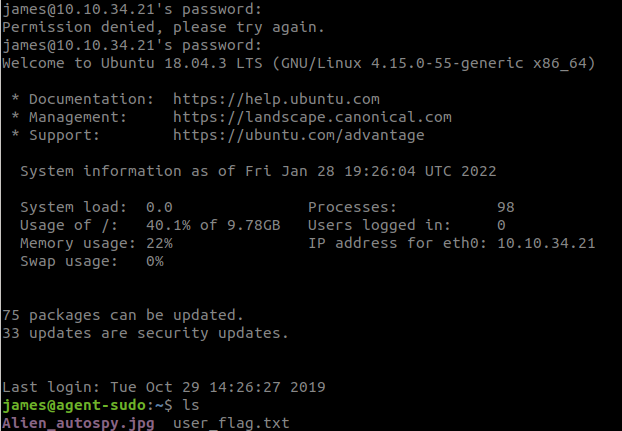 james@10.10.34.21's password:
Permission denied, please try again.
james@10.10.34.21's password:
Welcome to Ubuntu 18.04.3 LTS (GNU/Linux 4.15.0-55-generic x86_64)
* Documentation:  https://help.ubuntu.com
* Management:     https://landscape.canonical.com
* Support:        https://ubuntu.com/advantage
System information as of Fri Jan 28 19:26:04 UTC 2022
System load:  0.0               Processes:           98
Usage of /:   40.1% of 9.78GB   Users logged in:     0
Memory usage: 22%               IP address for eth0: 10.10.34.21
Swap usage:   0%
75 packages can be updated.
33 updates are security updates.
Last login: Tue Oct 29 14:26:27 2019
james@agent-sudo:~$ ls
Alien_autospy.jpg  user_flag.txt